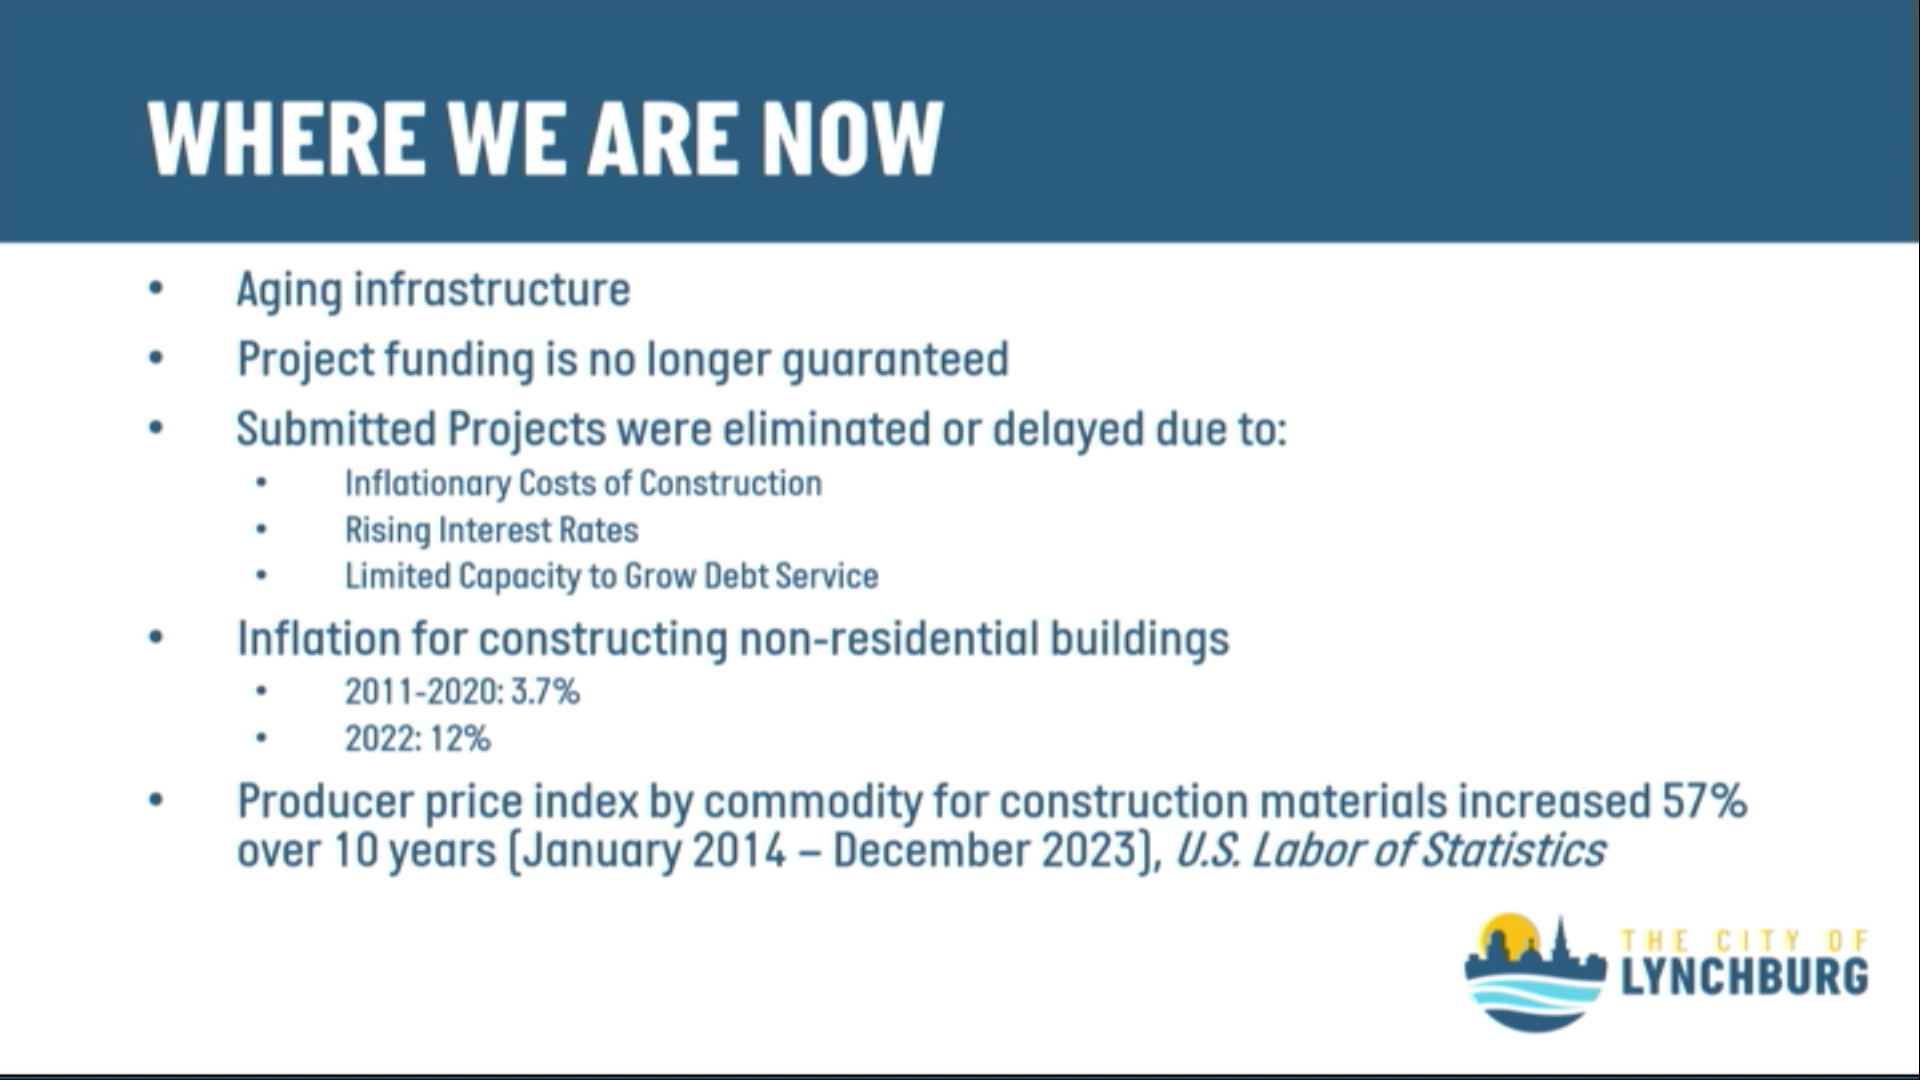 WHERE WE ARE NOW
• Aging infrastructure
• Project funding is no longer guaranteed
• Submitted Projects were eliminated or delayed due to:
• Inflationary Costs of Construction
• Rising Interest Rates
• Limited Capacity to Grow Debt Service
• Inflation for constructing non-residential buildings
• 2011-2020: 3.7%
• 2022: 12%
• Producer price index by commodity for construction materials increased 57%
over 10 years (January 2014 – December 2023), U.S. Labor of Statistics
THE CITY OF
LYNCHBURG